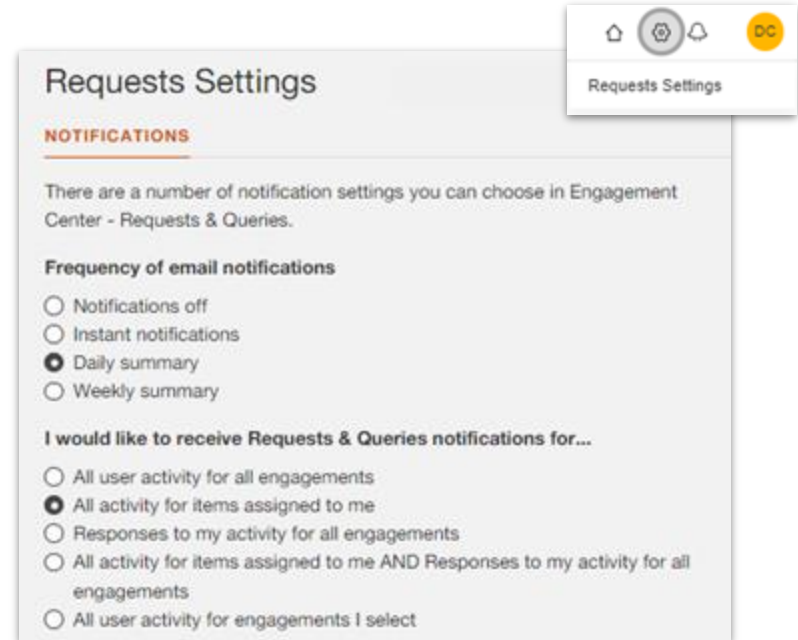 DC
Requests Settings
Requests Settings
NOTIFICATIONS
There are a number of notification settings you can choose in Engagement
Center - Requests & Queries.
Frequency of email notifications
Notifications off
Instant notifications
Daily summary
Weekly summary
I would like to receive Requests & Queries notifications for...
All user activity for all engagements
All activity for items assigned to me
Responses to my activity for all engagements
All activity for items assigned to me AND Responses to my activity for all
engagements
All user activity for engagements I select